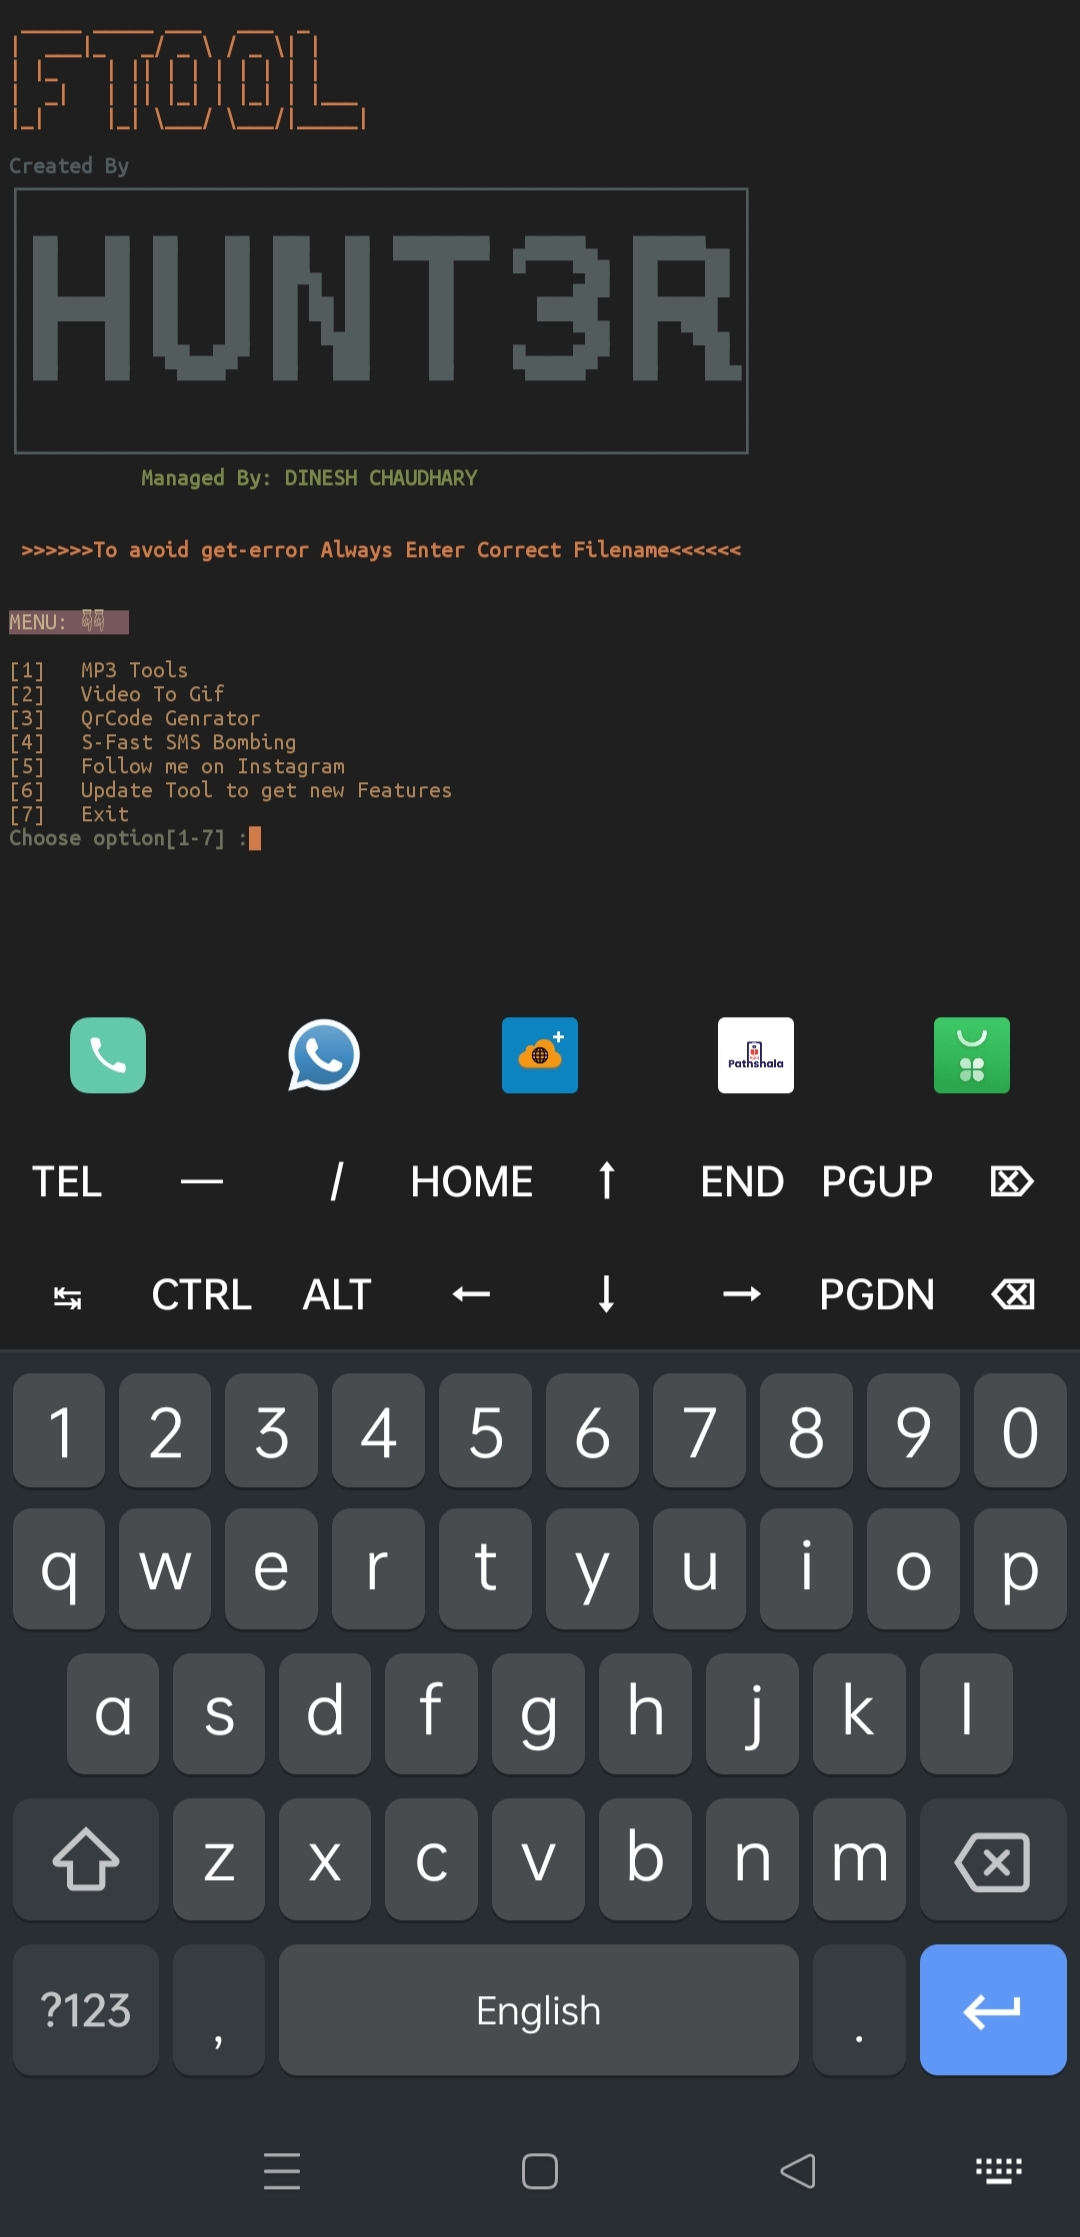 FTOOL
Created By
HUNT3R
Managed By: DINESH CHAUDHARY
>>>>>>To avoid get-error Always Enter Correct Filename<<<<<<
MENU: 👇👇
[1] MP3 Tools
[2] Video To Gif
[3] QrCode Genrator
[4] S-Fast SMS Bombing
[5] Follow me on Instagram
[6] Update Tool to get new Features
[7] Exit
Choose option[1-7] :
Pathshala
TEL — / HOME ↑ END PGUP ⌦
↹ CTRL ALT ← ↓ → PGDN ⌫
1 2 3 4 5 6 7 8 9 0
q w e r t y u i o p
a s d f g h j k l
z x c v b n m
?123 , English .